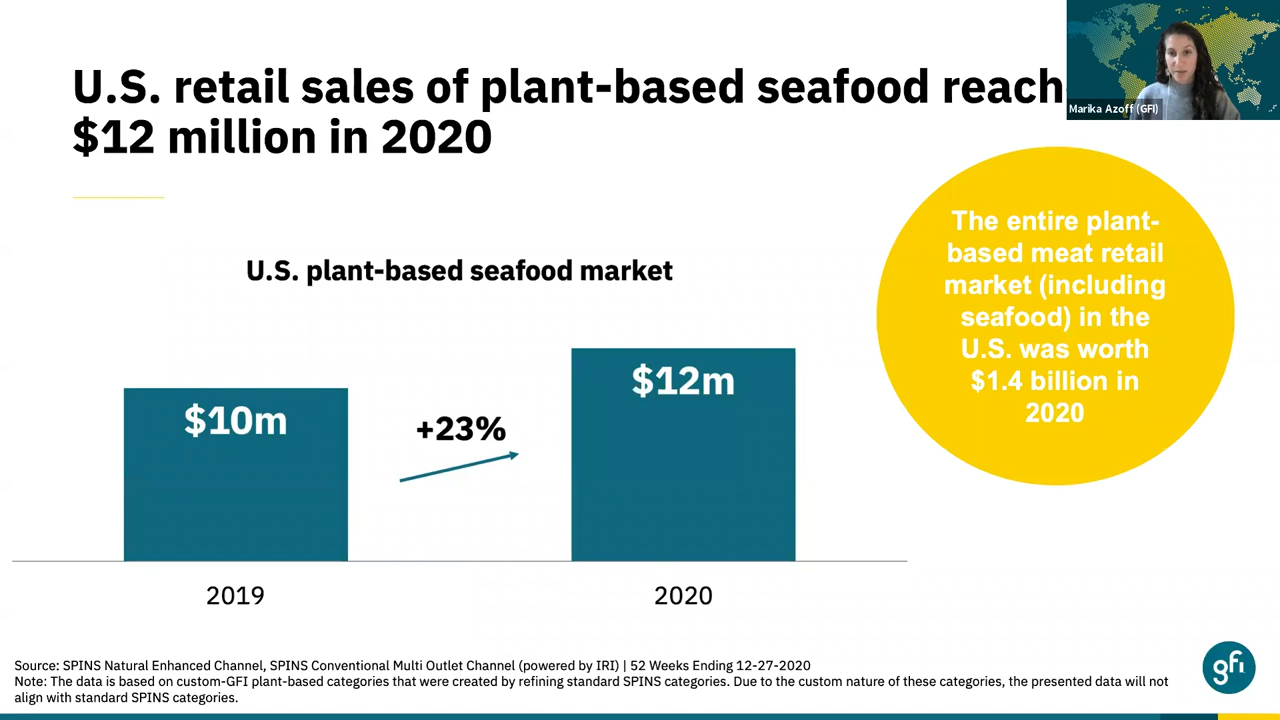 U.S. retail sales of plant-based seafood reach
$12 million in 2020
Marika Azoff (GFI)
The entire plant-
based meat retail
market (including
seafood) in the
U.S. was worth
$1.4 billion in
2020
U.S. plant-based seafood market
$10m
+23%
$12m
2019
2020
Source: SPINS Natural Enhanced Channel, SPINS Conventional Multi Outlet Channel (powered by IRI) | 52 Weeks Ending 12-27-2020
Note: The data is based on custom-GFI plant-based categories that were created by refining standard SPINS categories. Due to the custom nature of these categories, the presented data will not
align with standard SPINS categories.
gfi